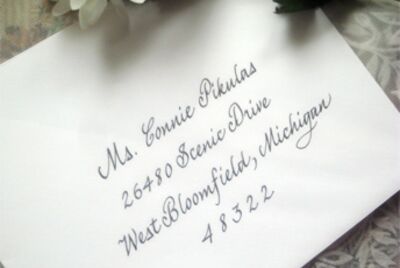 Ms. Connie Pikulas
26480 Scenic Drive
West Bloomfield, Michigan
48322